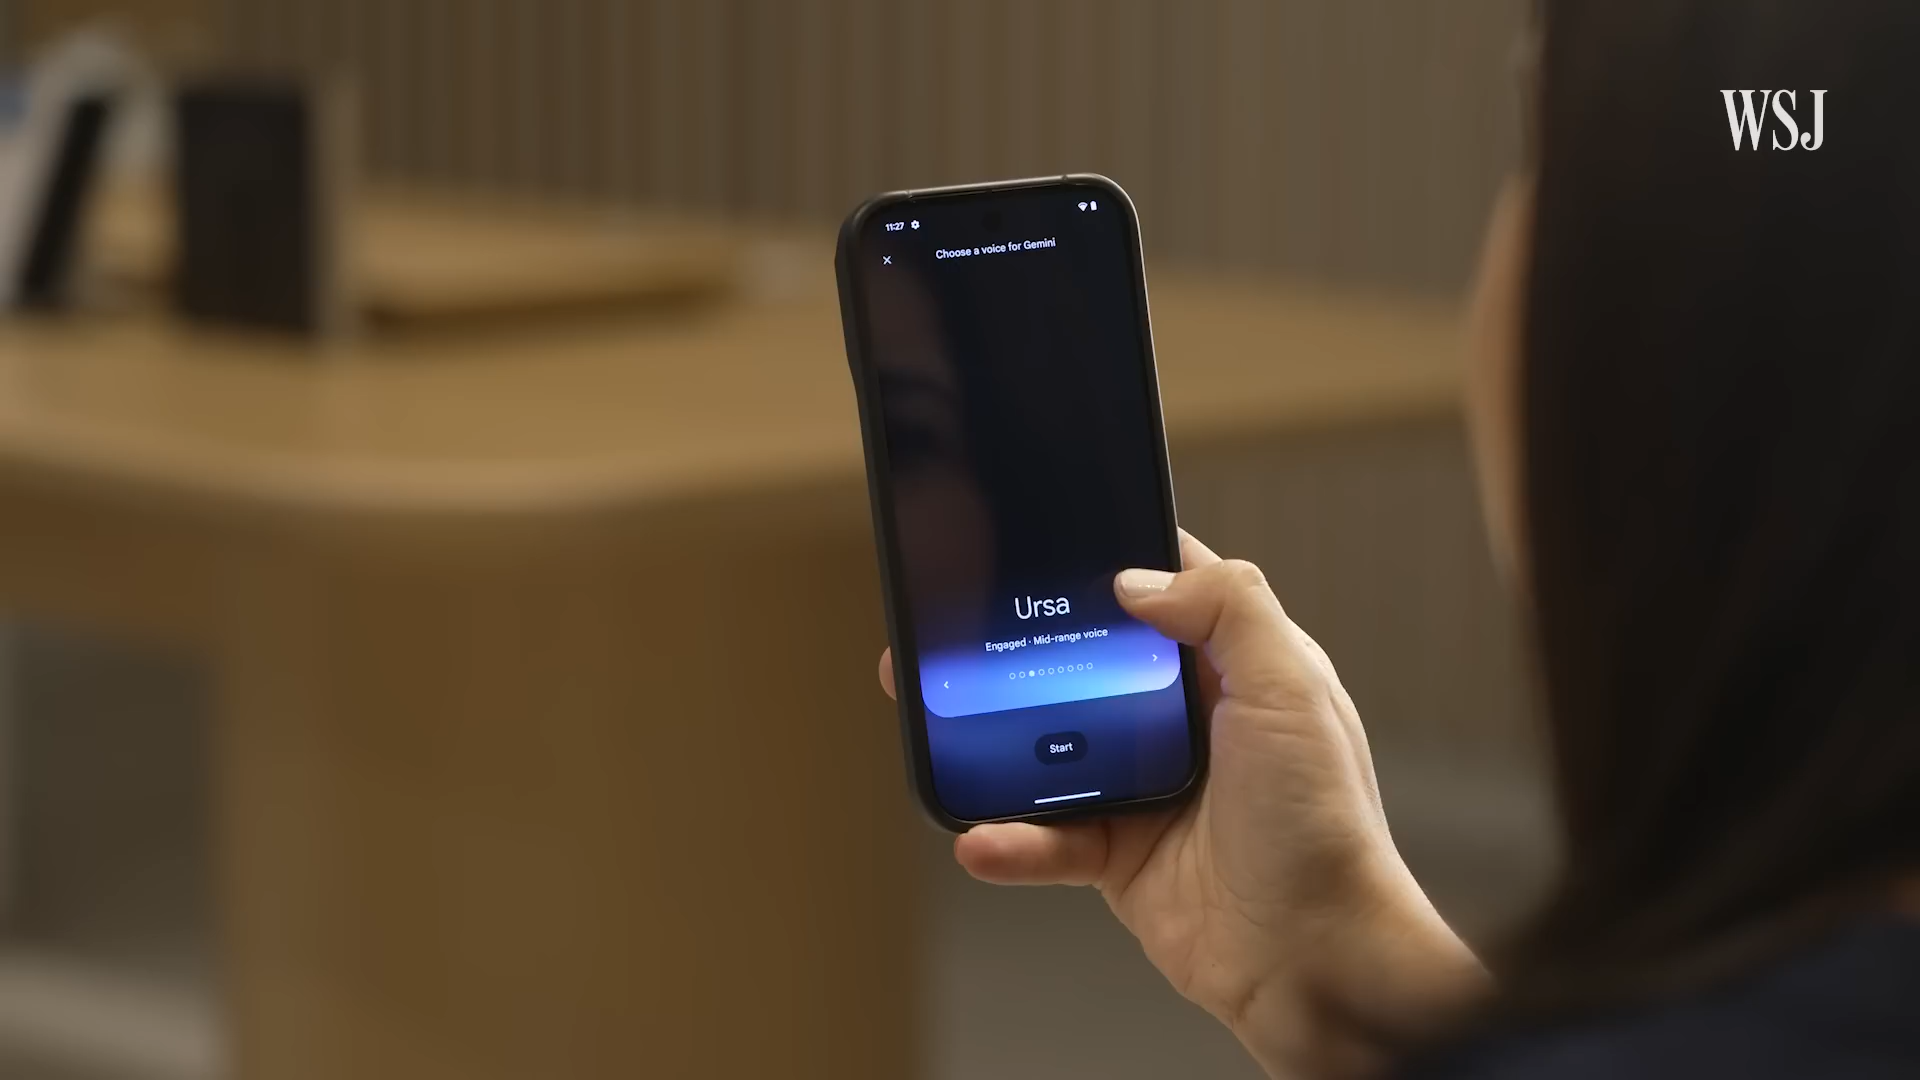 WSJ
11:27
Choose a voice for Gemini
Ursa
Engaged · Mid-range voice
Start